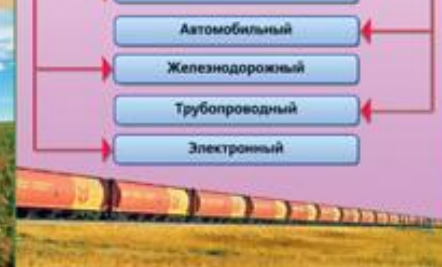 Автомобильный
Железнодорожный
Трубопроводный
Электронный